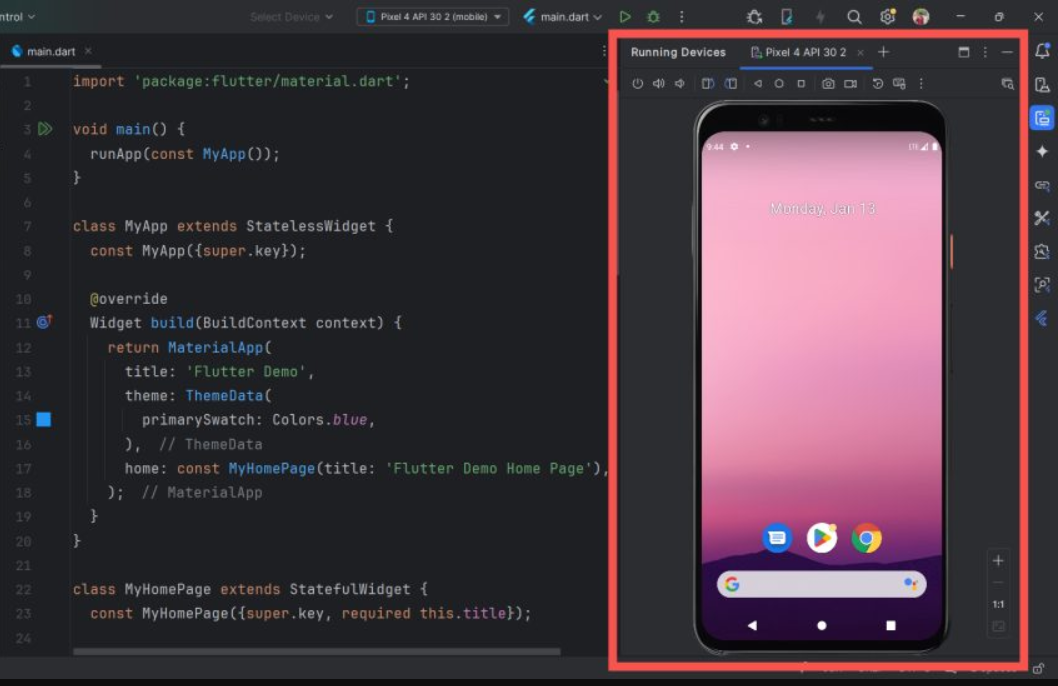 ntrol
Select Device
Pixel 4 API 30 2 (mobile)
main.dart
main.dart
1 import 'package:flutter/material.dart';
2
3 void main() {
4 runApp(const MyApp());
5 }
6
7 class MyApp extends StatelessWidget {
8 const MyApp({super.key});
9
10 @override
11 Widget build(BuildContext context) {
12 return MaterialApp(
13 title: 'Flutter Demo',
14 theme: ThemeData(
15 primarySwatch: Colors.blue,
16 ), // ThemeData
17 home: const MyHomePage(title: 'Flutter Demo Home Page'),
18 ); // MaterialApp
19 }
20 }
21
22 class MyHomePage extends StatefulWidget {
23 const MyHomePage({super.key, required this.title});
24
Running Devices
Pixel 4 API 30 2
9:44
Monday, Jan 13
G
1:1